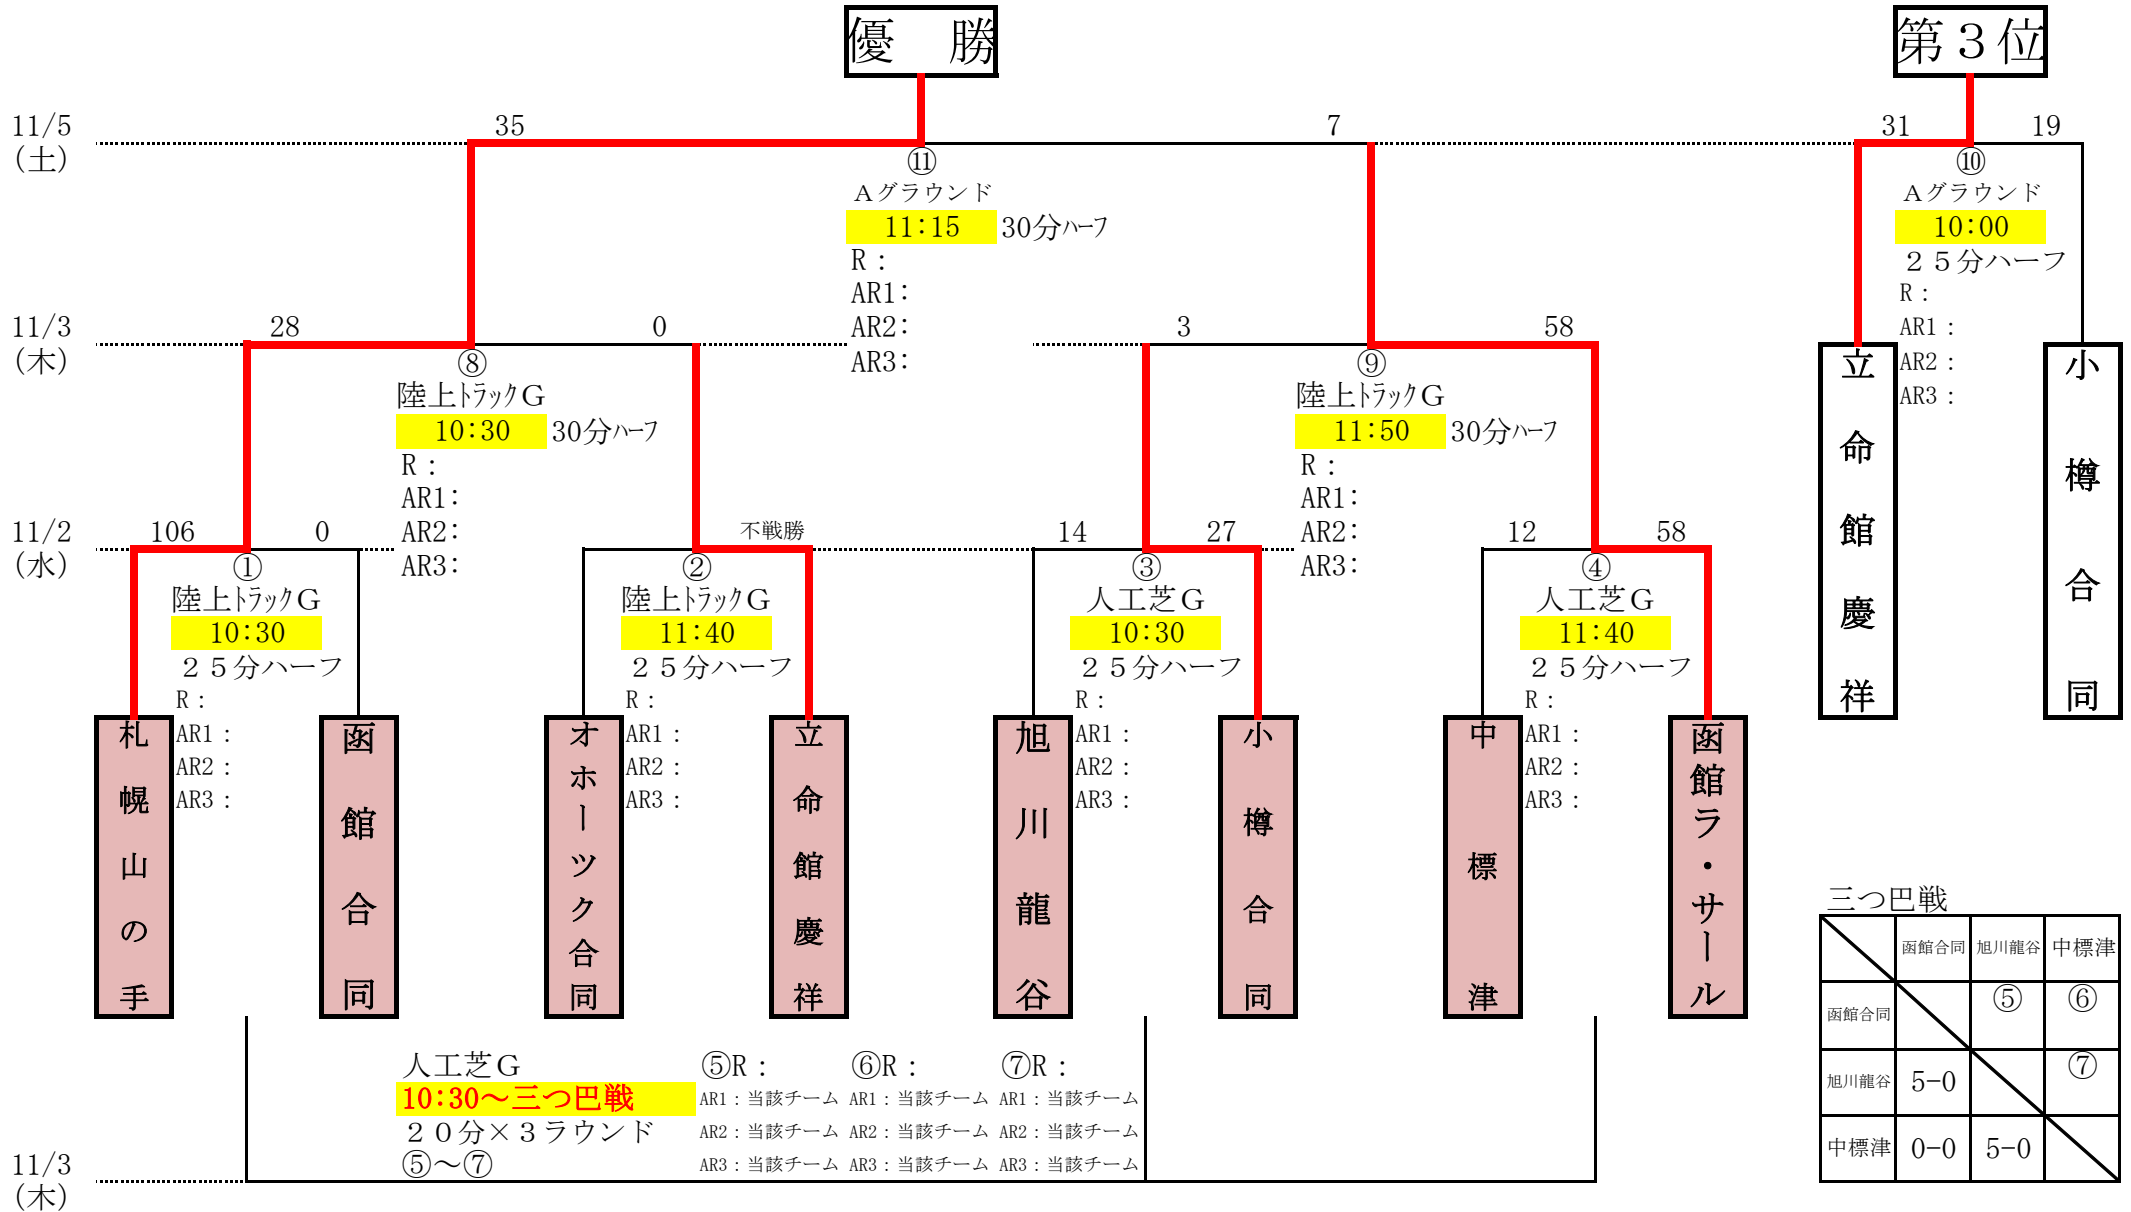 優　勝
第３位
11/5
(土)
35
7
31
19
⑪
Ａグラウンド
11:15
30分ハーフ
R：
AR1:
AR2:
AR3:
⑩
Ａグラウンド
10:00
２５分ハーフ
R：
AR1：
AR2：
AR3：
立命館慶祥
小樽合同
11/3
(木)
28
0
3
58
⑧
陸上トラックＧ
10:30
30分ハーフ
R：
AR1:
AR2:
AR3:
⑨
陸上トラックＧ
11:50
30分ハーフ
R：
AR1:
AR2:
AR3:
11/2
(水)
106
0
不戦勝
14
27
12
58
①
陸上トラックＧ
10:30
２５分ハーフ
R：
AR1：
AR2：
AR3：
②
陸上トラックＧ
11:40
２５分ハーフ
R：
AR1：
AR2：
AR3：
③
人工芝Ｇ
10:30
２５分ハーフ
R：
AR1：
AR2：
AR3：
④
人工芝Ｇ
11:40
２５分ハーフ
R：
AR1：
AR2：
AR3：
札幌山の手
函館合同
オホーツク合同
立命館慶祥
旭川龍谷
小樽合同
中標津
函館ラ・サール
11/3
(木)
人工芝Ｇ
10:30～三つ巴戦
２０分×３ラウンド
⑤～⑦
⑤R：
AR1：当該チーム
AR2：当該チーム
AR3：当該チーム
⑥R：
AR1：当該チーム
AR2：当該チーム
AR3：当該チーム
⑦R：
AR1：当該チーム
AR2：当該チーム
AR3：当該チーム
三つ巴戦
函館合同 旭川龍谷 中標津
函館合同 ⑤ ⑥
旭川龍谷 5-0 ⑦
中標津 0-0 5-0